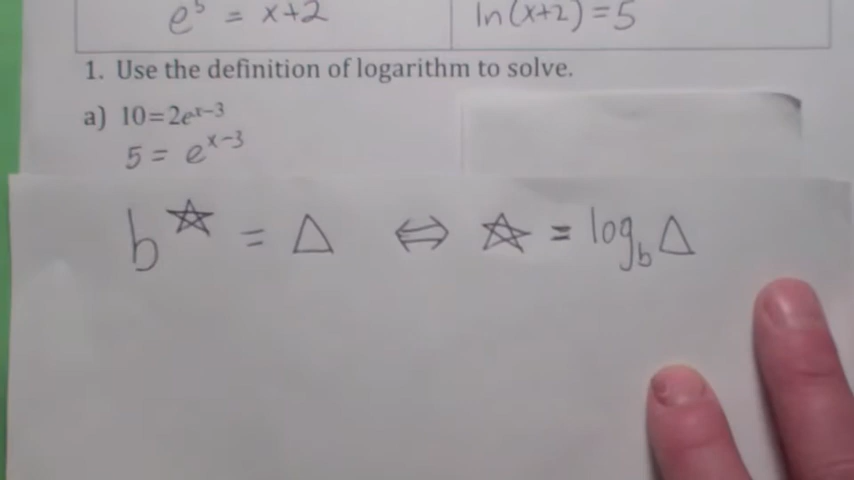 e⁵ = x+2
ln(x+2) = 5
1. Use the definition of logarithm to solve.
a) 10=2eˣ⁻³
5 = eˣ⁻³
b^☆ = △ ⇔ ☆ = log_b △